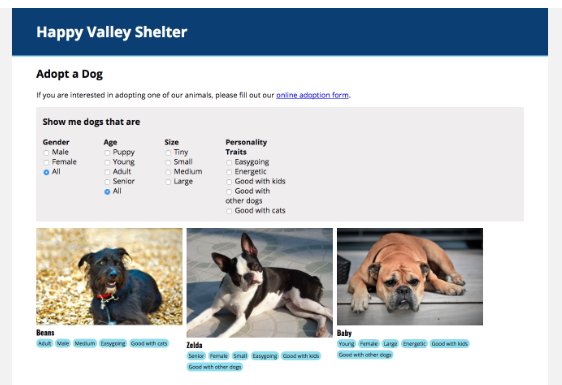 Happy Valley Shelter
Adopt a Dog
If you are interested in adopting one of our animals, please fill out our online adoption form.
Show me dogs that are
Gender
Male
Female
All
Age
Puppy
Young
Adult
Senior
All
Size
Tiny
Small
Medium
Large
Personality
Traits
Easygoing
Energetic
Good with kids
Good with
other dogs
Good with cats
Beans
Adult Male Medium Easygoing Good with cats
Zelda
Senior Female Small Easygoing Good with kids
Good with other dogs
Baby
Young Female Large Energetic Good with kids
Good with other dogs